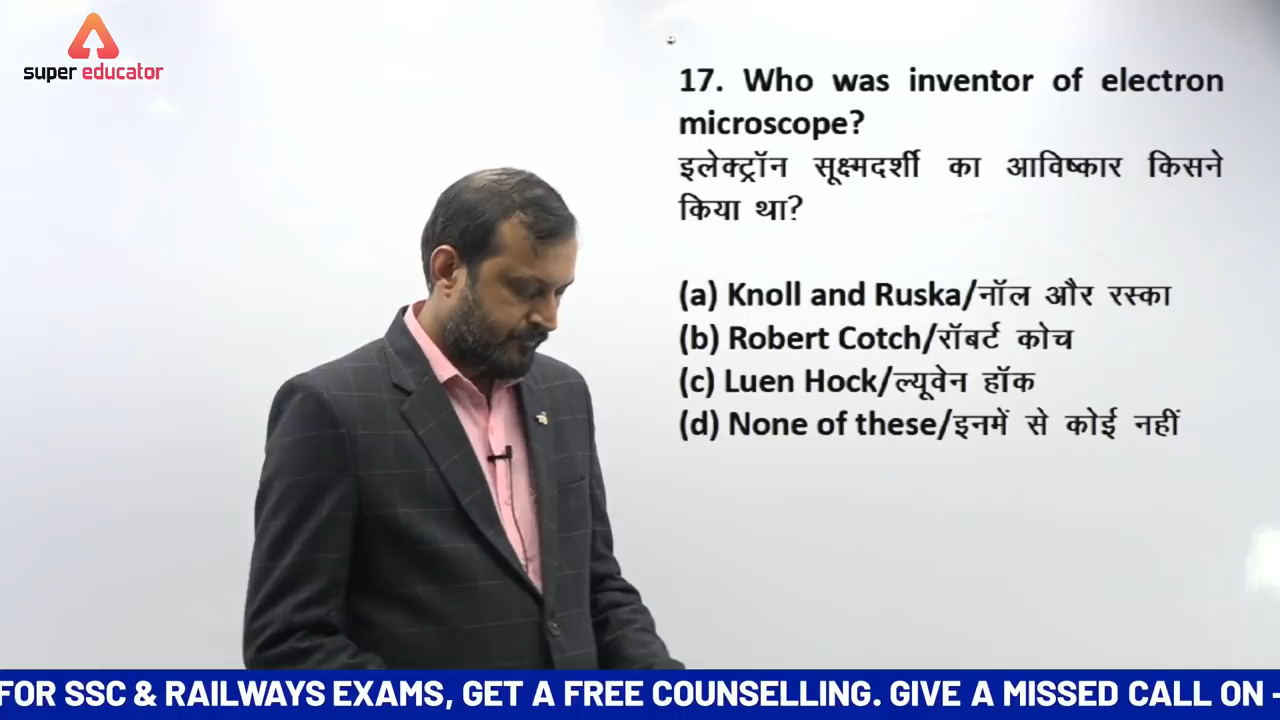 super educator
17. Who was inventor of electron
microscope?
इलेक्ट्रॉन सूक्ष्मदर्शी का आविष्कार किसने
किया था?
(a) Knoll and Ruska/नॉल और रस्का
(b) Robert Cotch/रॉबर्ट कोच
(c) Luen Hock/ल्यूवेन हॉक
(d) None of these/इनमें से कोई नहीं
FOR SSC & RAILWAYS EXAMS, GET A FREE COUNSELLING. GIVE A MISSED CALL ON -